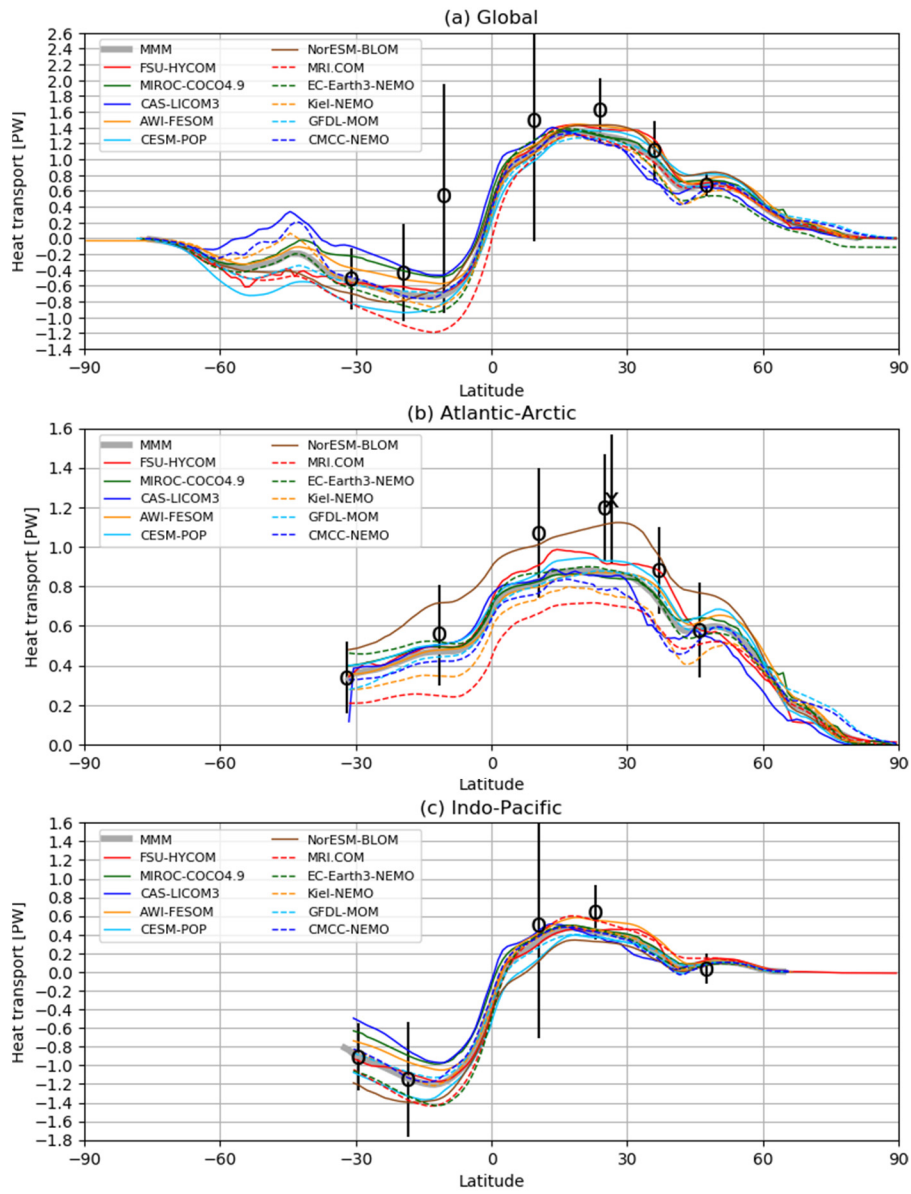 (a) Global
Heat transport [PW]
2.6
2.4
2.2
2.0
1.8
1.6
1.4
1.2
1.0
0.8
0.6
0.4
0.2
0.0
−0.2
−0.4
−0.6
−0.8
−1.0
−1.2
−1.4
MMM
FSU-HYCOM
MIROC-COCO4.9
CAS-LICOM3
AWI-FESOM
CESM-POP
NorESM-BLOM
MRI.COM
EC-Earth3-NEMO
Kiel-NEMO
GFDL-MOM
CMCC-NEMO
−90 −60 −30 0 30 60 90
Latitude
(b) Atlantic-Arctic
Heat transport [PW]
1.6
1.4
1.2
1.0
0.8
0.6
0.4
0.2
0.0
MMM
FSU-HYCOM
MIROC-COCO4.9
CAS-LICOM3
AWI-FESOM
CESM-POP
NorESM-BLOM
MRI.COM
EC-Earth3-NEMO
Kiel-NEMO
GFDL-MOM
CMCC-NEMO
−90 −60 −30 0 30 60 90
Latitude
(c) Indo-Pacific
Heat transport [PW]
1.6
1.4
1.2
1.0
0.8
0.6
0.4
0.2
0.0
−0.2
−0.4
−0.6
−0.8
−1.0
−1.2
−1.4
−1.6
−1.8
MMM
FSU-HYCOM
MIROC-COCO4.9
CAS-LICOM3
AWI-FESOM
CESM-POP
NorESM-BLOM
MRI.COM
EC-Earth3-NEMO
Kiel-NEMO
GFDL-MOM
CMCC-NEMO
−90 −60 −30 0 30 60 90
Latitude